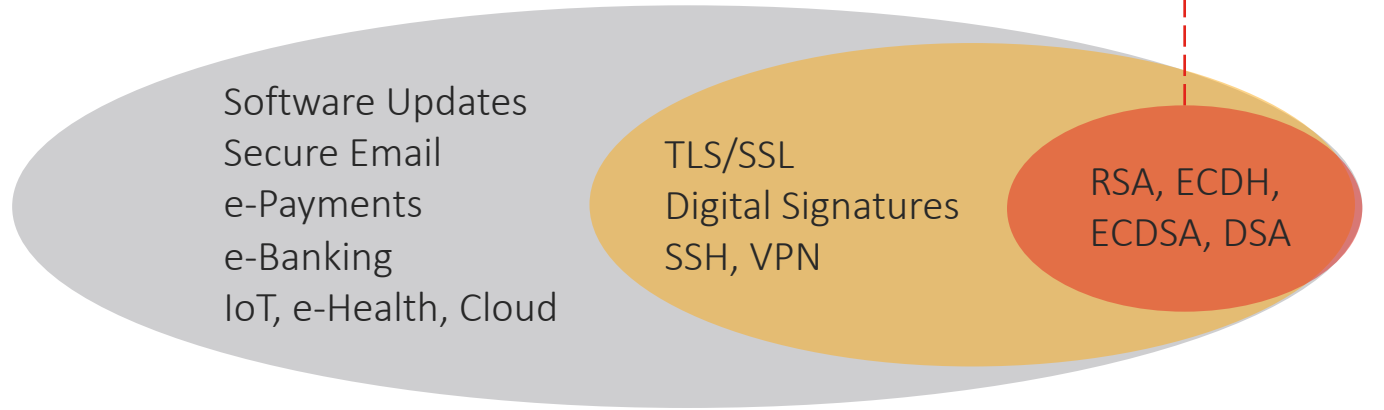 Software Updates
Secure Email
e-Payments
e-Banking
IoT, e-Health, Cloud
TLS/SSL
Digital Signatures
SSH, VPN
RSA, ECDH,
ECDSA, DSA